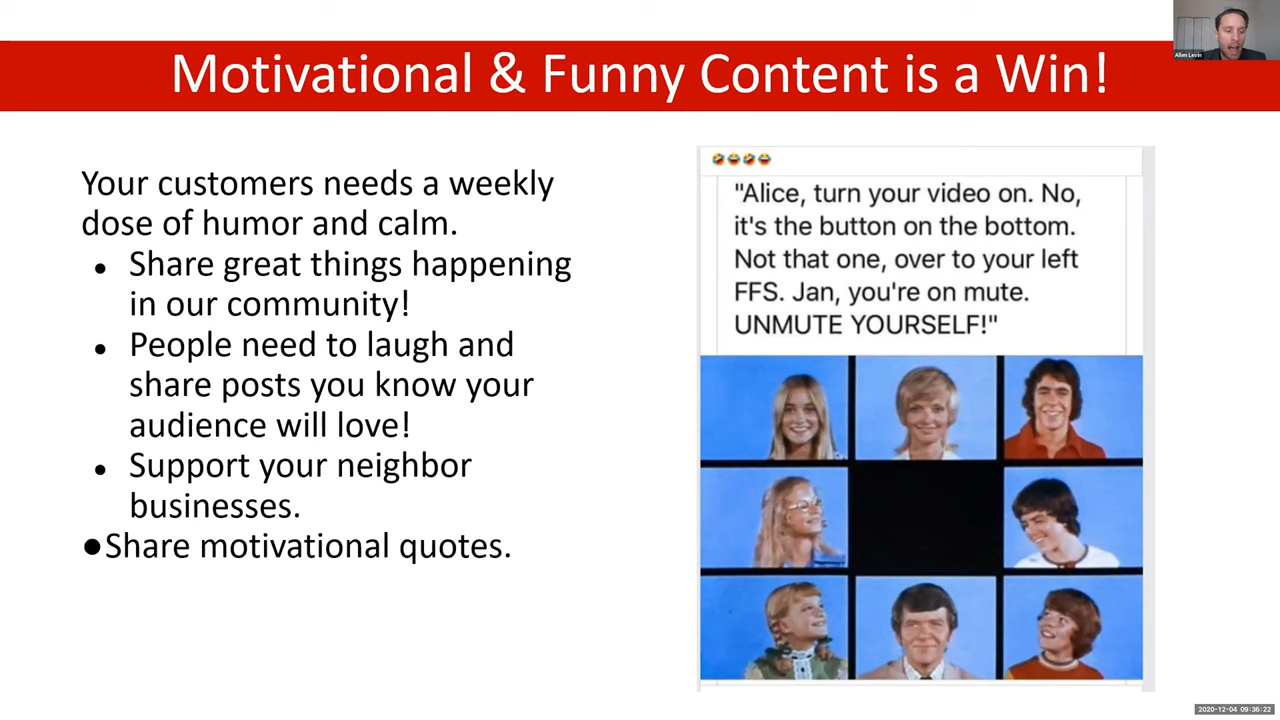 Motivational & Funny Content is a Win!
Allen Levin
Your customers needs a weekly
dose of humor and calm.
● Share great things happening
in our community!
● People need to laugh and
share posts you know your
audience will love!
● Support your neighbor
businesses.
●Share motivational quotes.
"Alice, turn your video on. No,
it's the button on the bottom.
Not that one, over to your left
FFS. Jan, you're on mute.
UNMUTE YOURSELF!"
2020-12-04 09:36:22